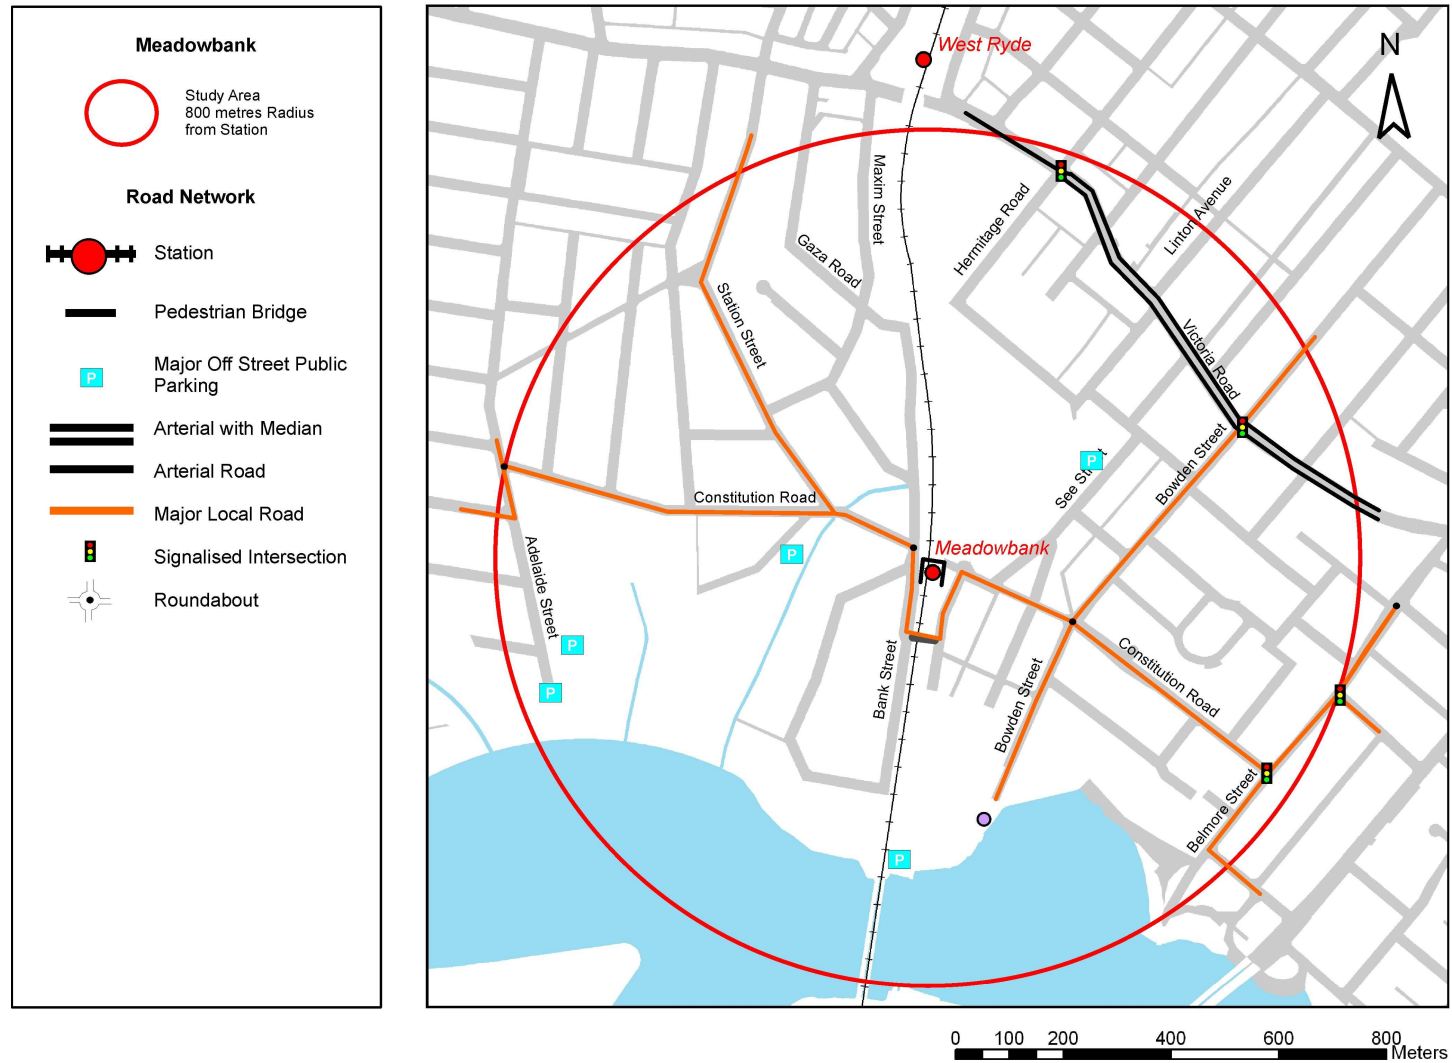 Meadowbank
Study Area
800 metres Radius
from Station
Road Network
Station
Pedestrian Bridge
P
Major Off Street Public
Parking
Arterial with Median
Arterial Road
Major Local Road
Signalised Intersection
Roundabout
West Ryde
N
Maxim Street
Hermitage Road
Linton Avenue
Gaza Road
Station Street
Victoria Road
Bowden Street
See Street
P
Constitution Road
Meadowbank
P
Adelaide Street
P
P
Bank Street
Bowden Street
Constitution Road
Belmore Street
P
0 100 200 400 600 800
Meters